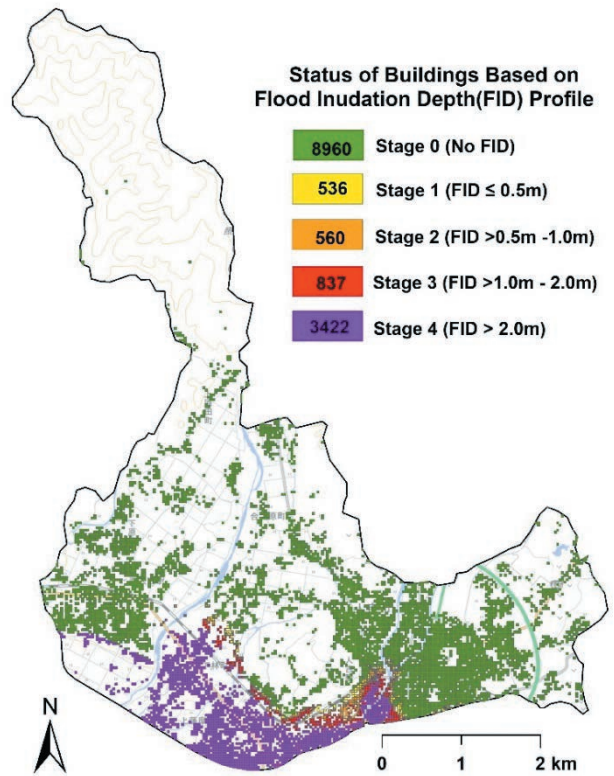 Status of Buildings Based on
Flood Inudation Depth(FID) Profile
8960 Stage 0 (No FID)
536 Stage 1 (FID ≤ 0.5m)
560 Stage 2 (FID >0.5m -1.0m)
837 Stage 3 (FID >1.0m - 2.0m)
3422 Stage 4 (FID > 2.0m)
N
0 1 2 km